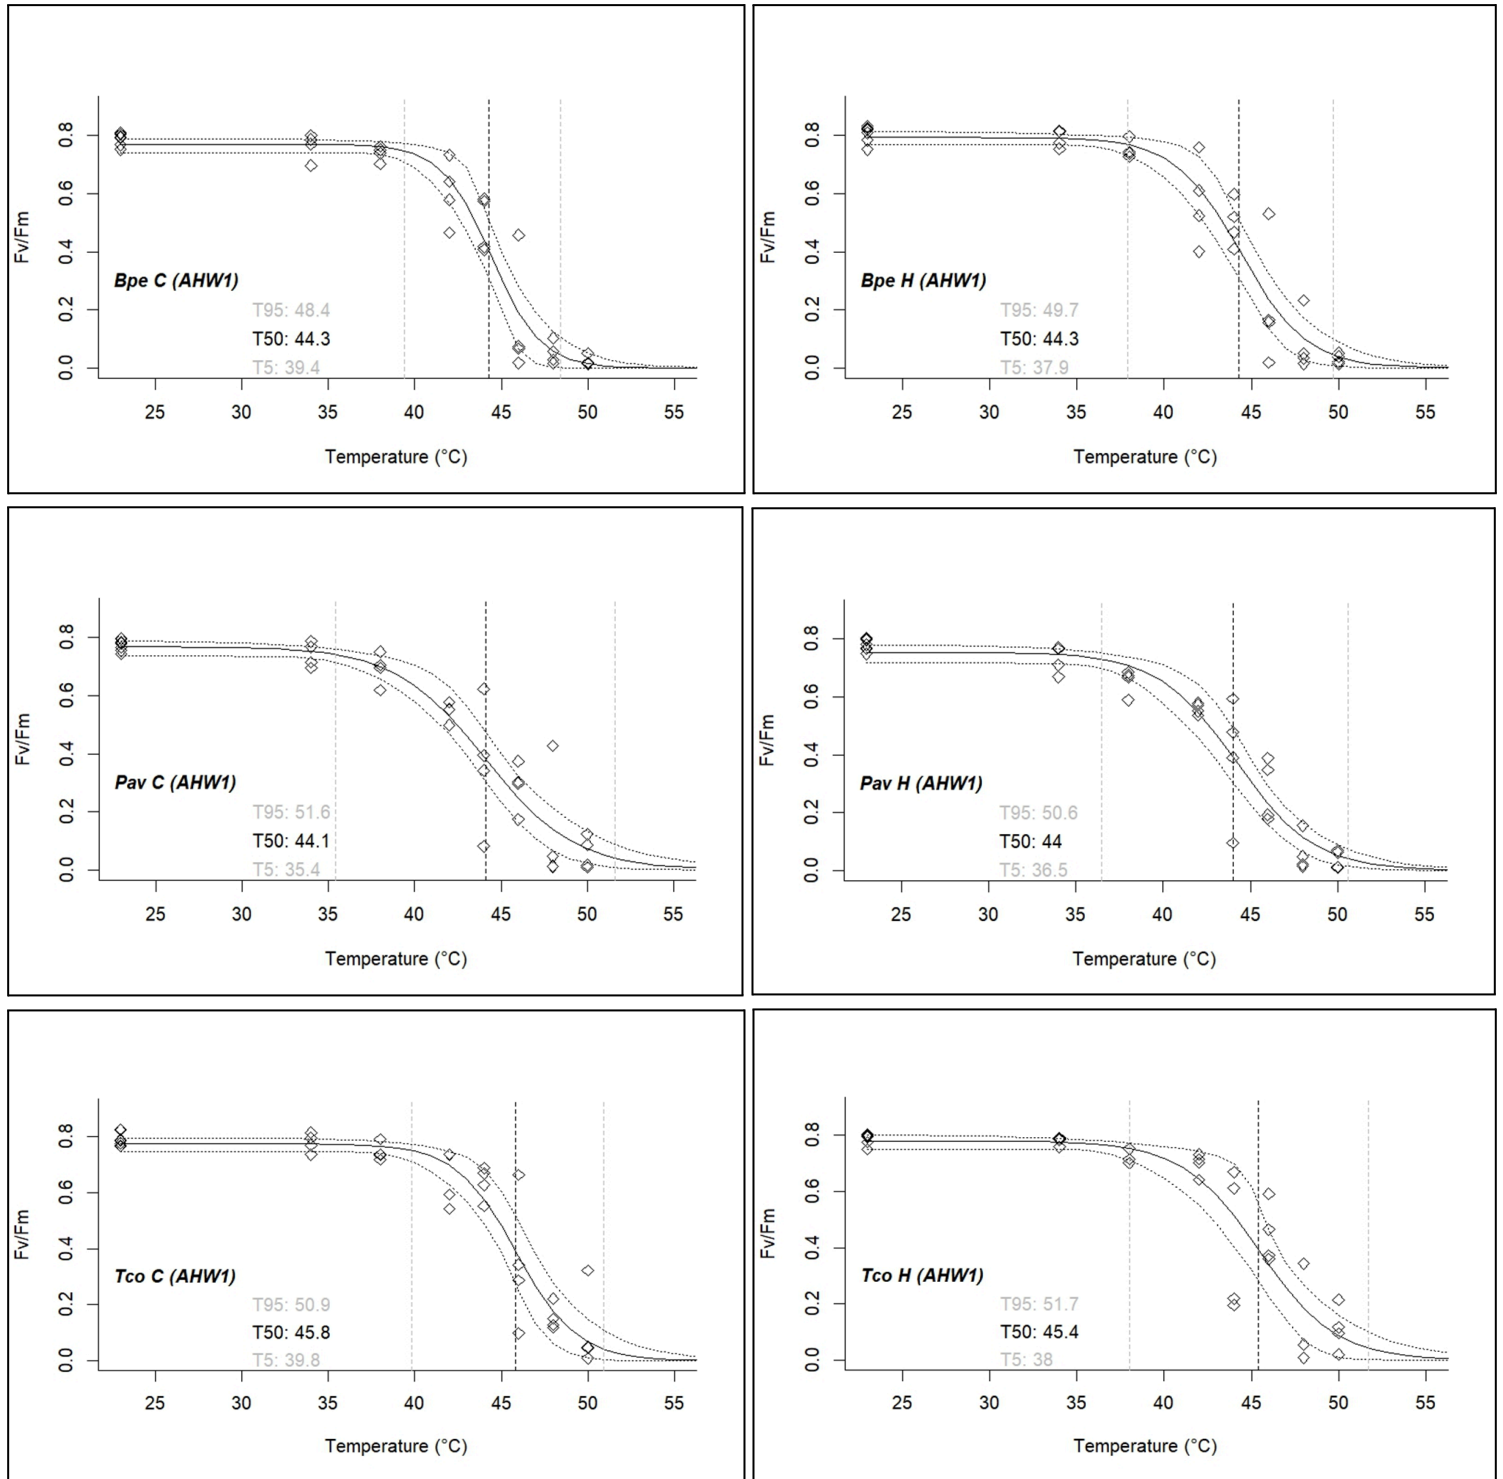 0.8
0.6
0.4
0.2
0.0
Fv/Fm
Bpe C (AHW1)
T95: 48.4
T50: 44.3
T5: 39.4
25 30 35 40 45 50 55
Temperature (°C)
0.8
0.6
0.4
0.2
0.0
Fv/Fm
Bpe H (AHW1)
T95: 49.7
T50: 44.3
T5: 37.9
25 30 35 40 45 50 55
Temperature (°C)
0.8
0.6
0.4
0.2
0.0
Fv/Fm
Pav C (AHW1)
T95: 51.6
T50: 44.1
T5: 35.4
25 30 35 40 45 50 55
Temperature (°C)
0.8
0.6
0.4
0.2
0.0
Fv/Fm
Pav H (AHW1)
T95: 50.6
T50: 44
T5: 36.5
25 30 35 40 45 50 55
Temperature (°C)
0.8
0.6
0.4
0.2
0.0
Fv/Fm
Tco C (AHW1)
T95: 50.9
T50: 45.8
T5: 39.8
25 30 35 40 45 50 55
Temperature (°C)
0.8
0.6
0.4
0.2
0.0
Fv/Fm
Tco H (AHW1)
T95: 51.7
T50: 45.4
T5: 38
25 30 35 40 45 50 55
Temperature (°C)